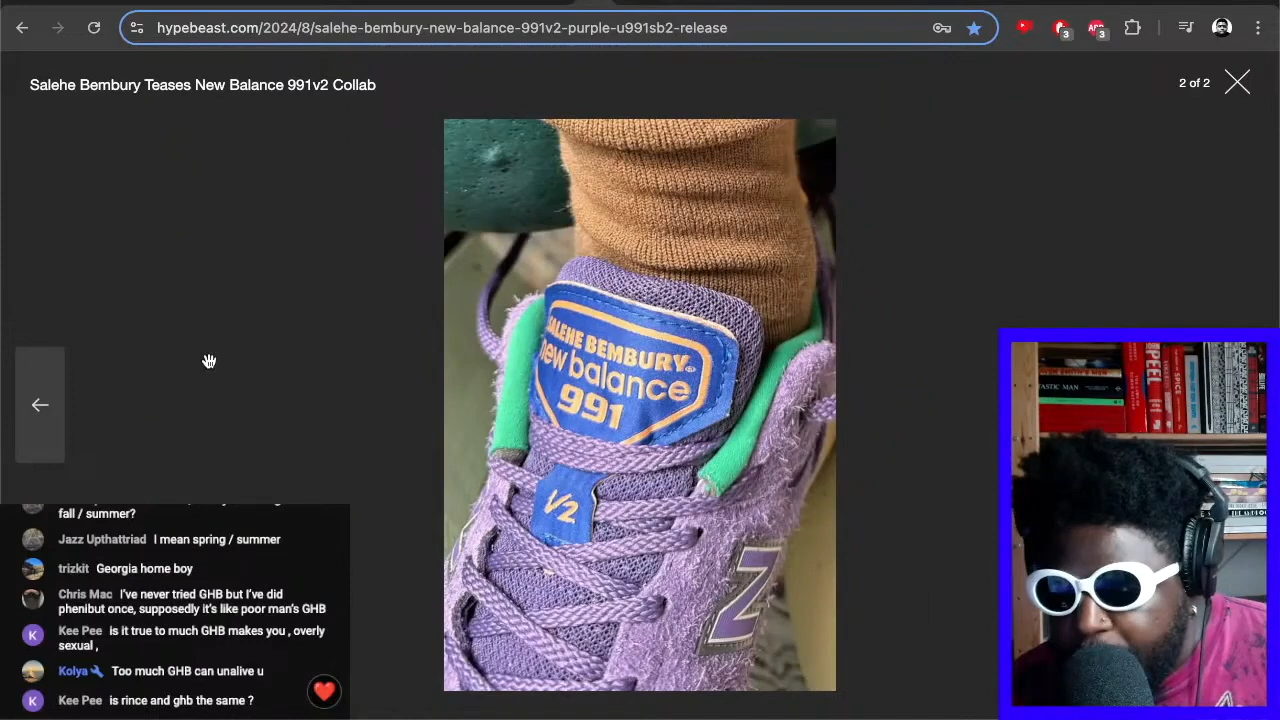 hypebeast.com/2024/8/salehe-bembury-new-balance-991v2-purple-u991sb2-release
3
3
Salehe Bembury Teases New Balance 991v2 Collab
2 of 2
SALEHE BEMBURY
new balance
991
V2
fall / summer?
Jazz Upthattriad I mean spring / summer
trizkit Georgia home boy
Chris Mac I've never tried GHB but I've did
phenibut once, supposedly it's like poor man's GHB
K Kee Pee is it true to much GHB makes you , overly
sexual ,
Kolya Too much GHB can unalive u
K Kee Pee is rince and ghb the same ?
PEEL
SPICE